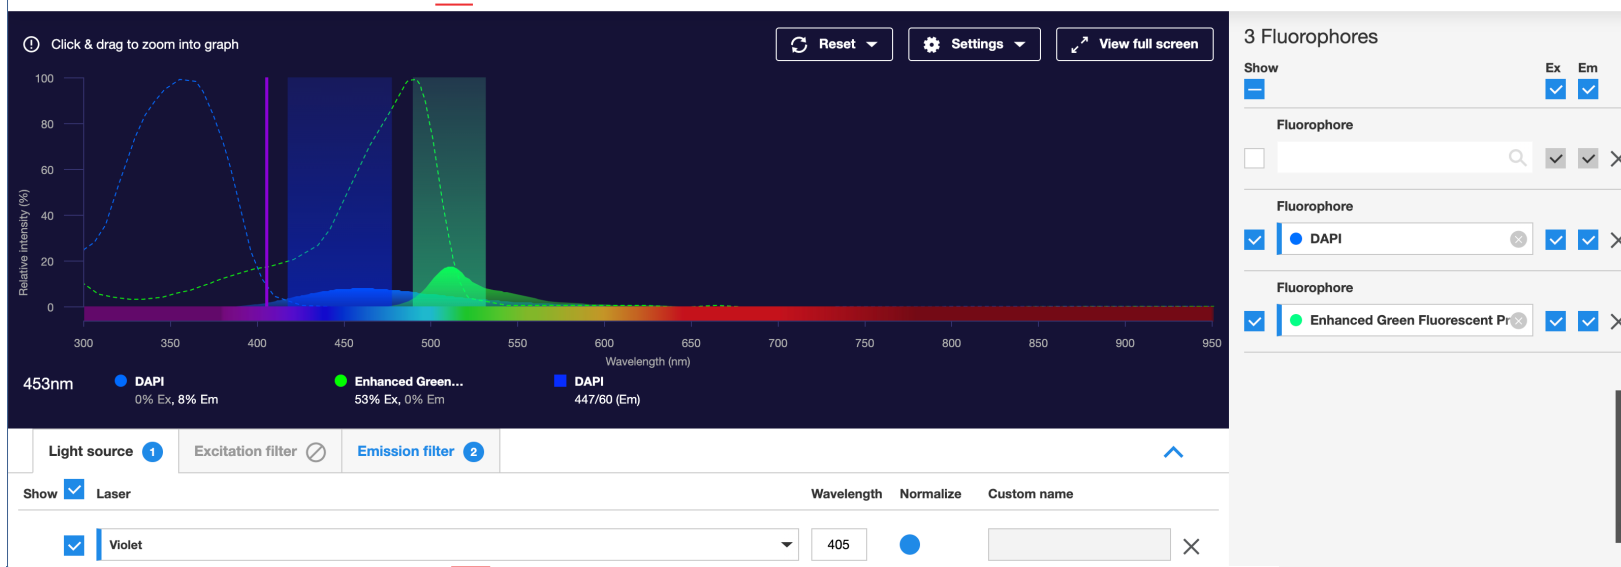 Click & drag to zoom into graph
Reset
Settings
View full screen
100
80
60
40
20
0
Relative intensity (%)
300 350 400 450 500 550 600 650 700 750 800 850 900 950
Wavelength (nm)
453nm
DAPI
0% Ex, 8% Em
Enhanced Green...
53% Ex, 0% Em
DAPI
447/60 (Em)
Light source 1
Excitation filter
Emission filter 2
Show Laser Wavelength Normalize Custom name
Violet 405
3 Fluorophores
Show Ex Em
Fluorophore
Fluorophore
DAPI
Fluorophore
Enhanced Green Fluorescent Pr